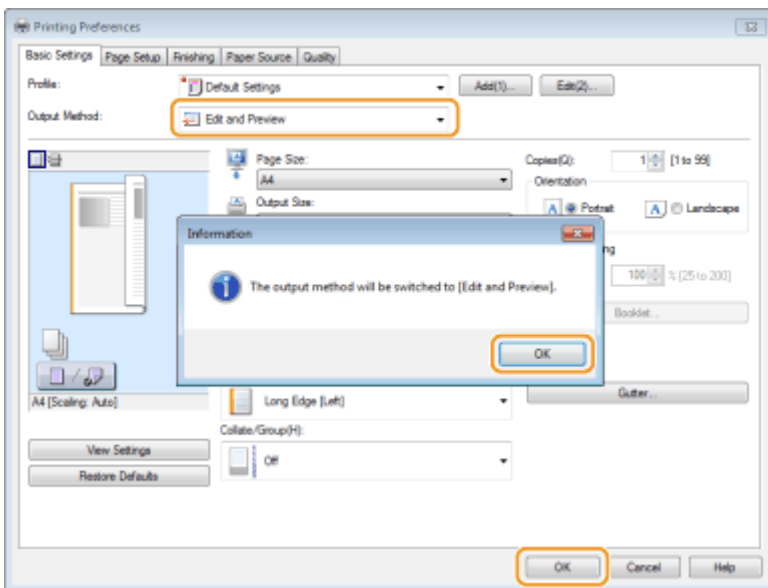 Printing Preferences
Basic Settings Page Setup Finishing Paper Source Quality
Profile: Default Settings Add(1)... Edit(2)...
Output Method: Edit and Preview
Page Size: Copies(Q): 1 [1 to 99]
A4 Orientation
Output Size: A Portrait A Landscape
Information
ng
The output method will be switched to [Edit and Preview]. 100 % [25 to 200]
Booklet...
OK
A4 [Scaling: Auto] Long Edge [Left] Gutter...
Collate/Group(H):
View Settings Off
Restore Defaults
OK Cancel Help